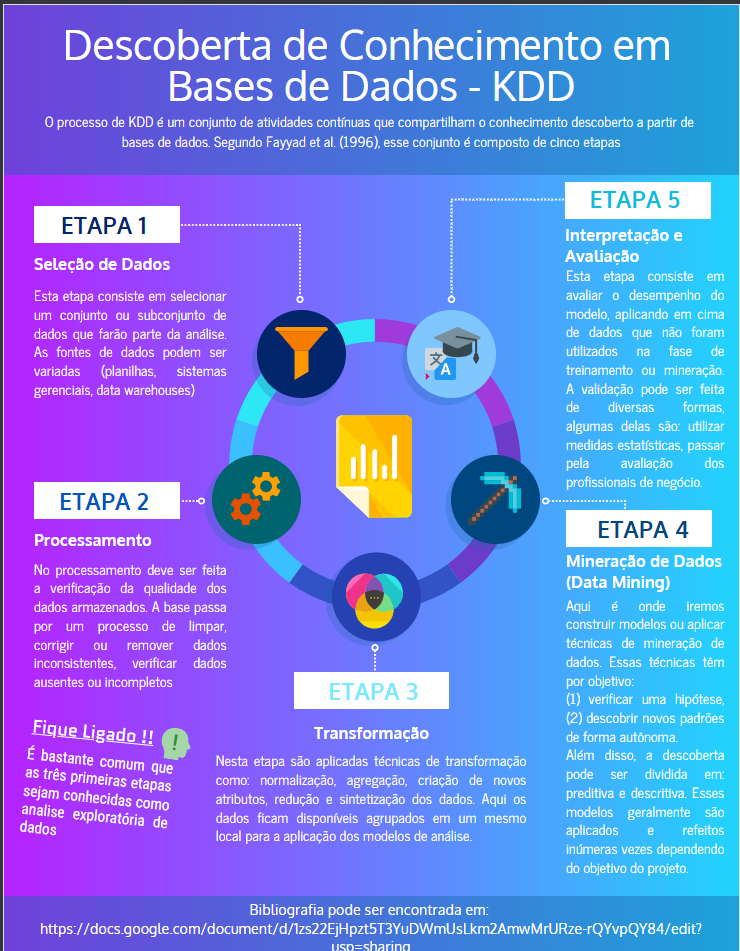 Descoberta de Conhecimento em
Bases de Dados - KDD
O processo de KDD é um conjunto de atividades contínuas que compartilham o conhecimento descoberto a partir de
bases de dados. Segundo Fayyad et al. (1996), esse conjunto é composto de cinco etapas
ETAPA 1
Seleção de Dados
Esta etapa consiste em selecionar
um conjunto ou subconjunto de
dados que farão parte da análise.
As fontes de dados podem ser
variadas (planilhas, sistemas
gerenciais, data warehouses)
ETAPA 2
Processamento
No processamento deve ser feita
a verificação da qualidade dos
dados armazenados. A base passa
por um processo de limpar,
corrigir ou remover dados
inconsistentes, verificar dados
ausentes ou incompletos
Fique Ligado !!
!
É bastante comum que
as três primeiras etapas
sejam conhecidas como
analise exploratória de
dados
ETAPA 3
Transformação
Nesta etapa são aplicadas técnicas de transformação
como: normalização, agregação, criação de novos
atributos, redução e sintetização dos dados. Aqui os
dados ficam disponíveis agrupados em um mesmo
local para a aplicação dos modelos de análise.
ETAPA 4
Mineração de Dados
(Data Mining)
Aqui é onde iremos
construir modelos ou aplicar
técnicas de mineração de
dados. Essas técnicas têm
por objetivo:
(1) verificar uma hipótese,
(2) descobrir novos padrões
de forma autônoma.
Além disso, a descoberta
pode ser dividida em:
preditiva e descritiva. Esses
modelos geralmente são
aplicados e refeitos
inúmeras vezes dependendo
do objetivo do projeto.
ETAPA 5
Interpretação e
Avaliação
Esta etapa consiste em
avaliar o desempenho do
modelo, aplicando em cima
de dados que não foram
utilizados na fase de
treinamento ou mineração.
A validação pode ser feita
de diversas formas,
algumas delas são: utilizar
medidas estatísticas, passar
pela avaliação dos
profissionais de negócio.
文
A
Bibliografia pode ser encontrada em:
https://docs.google.com/document/d/1zs22EjHpzt5T3YuDWmUsLkm2AmwMrURze-rQYvpQY84/edit?
usp=sharing